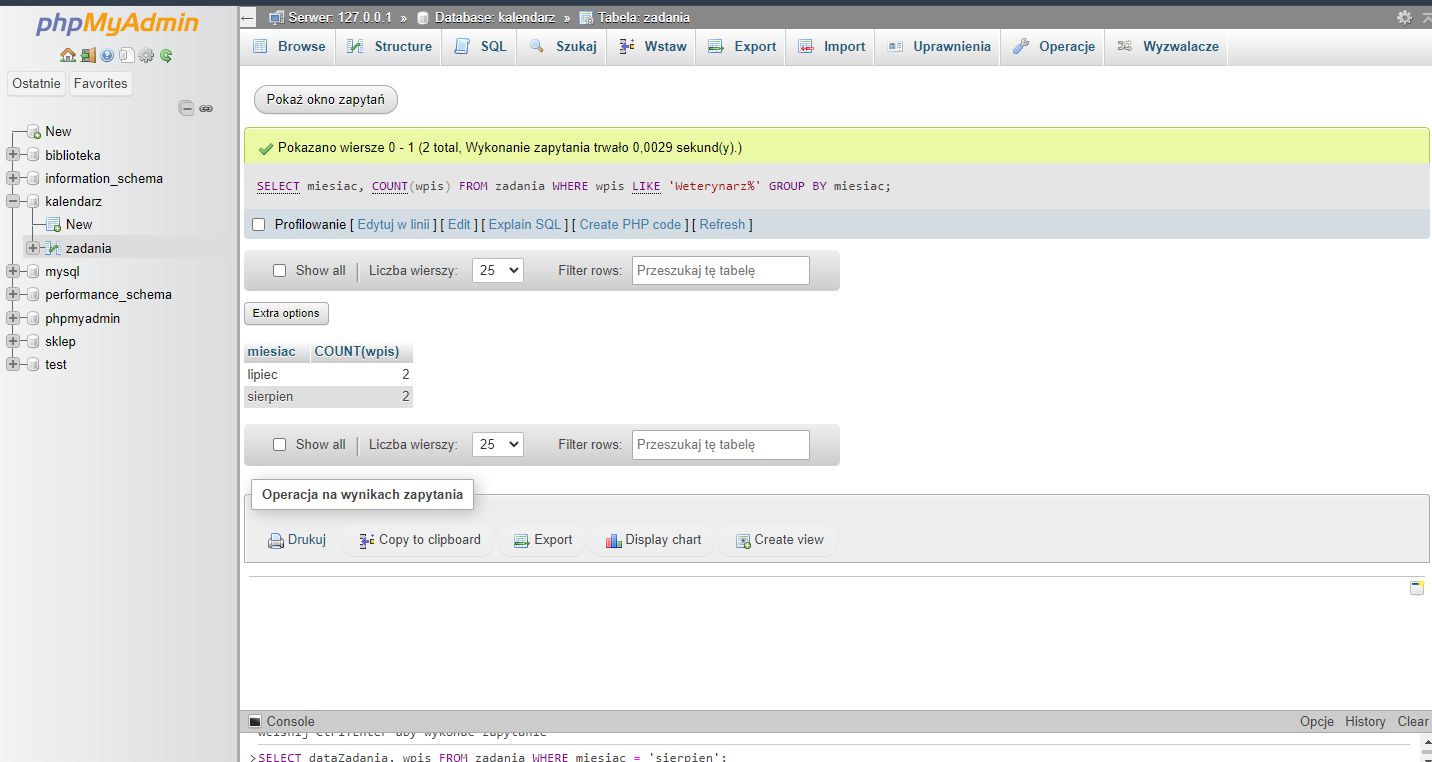 phpMyAdmin
Ostatnie Favorites
New
biblioteka
information_schema
kalendarz
New
zadania
mysql
performance_schema
phpmyadmin
sklep
test
Serwer: 127.0.0.1 » Database: kalendarz » Tabela: zadania
Browse Structure SQL Szukaj Wstaw Export Import Uprawnienia Operacje Wyzwalacze
Pokaż okno zapytań
Pokazano wiersze 0 - 1 (2 total, Wykonanie zapytania trwało 0,0029 sekund(y).)
SELECT miesiac, COUNT(wpis) FROM zadania WHERE wpis LIKE 'Weterynarz%' GROUP BY miesiac;
Profilowanie [ Edytuj w linii ] [ Edit ] [ Explain SQL ] [ Create PHP code ] [ Refresh ]
Show all Liczba wierszy: 25 Filter rows: Przeszukaj tę tabelę
Extra options
miesiac COUNT(wpis)
lipiec 2
sierpien 2
Show all Liczba wierszy: 25 Filter rows: Przeszukaj tę tabelę
Operacja na wynikach zapytania
Drukuj Copy to clipboard Export Display chart Create view
Console Opcje History Clear
Wciśnij Ctrl+Enter aby wykonać zapytanie
>SELECT dataZadania, wpis FROM zadania WHERE miesiac = 'sierpien';